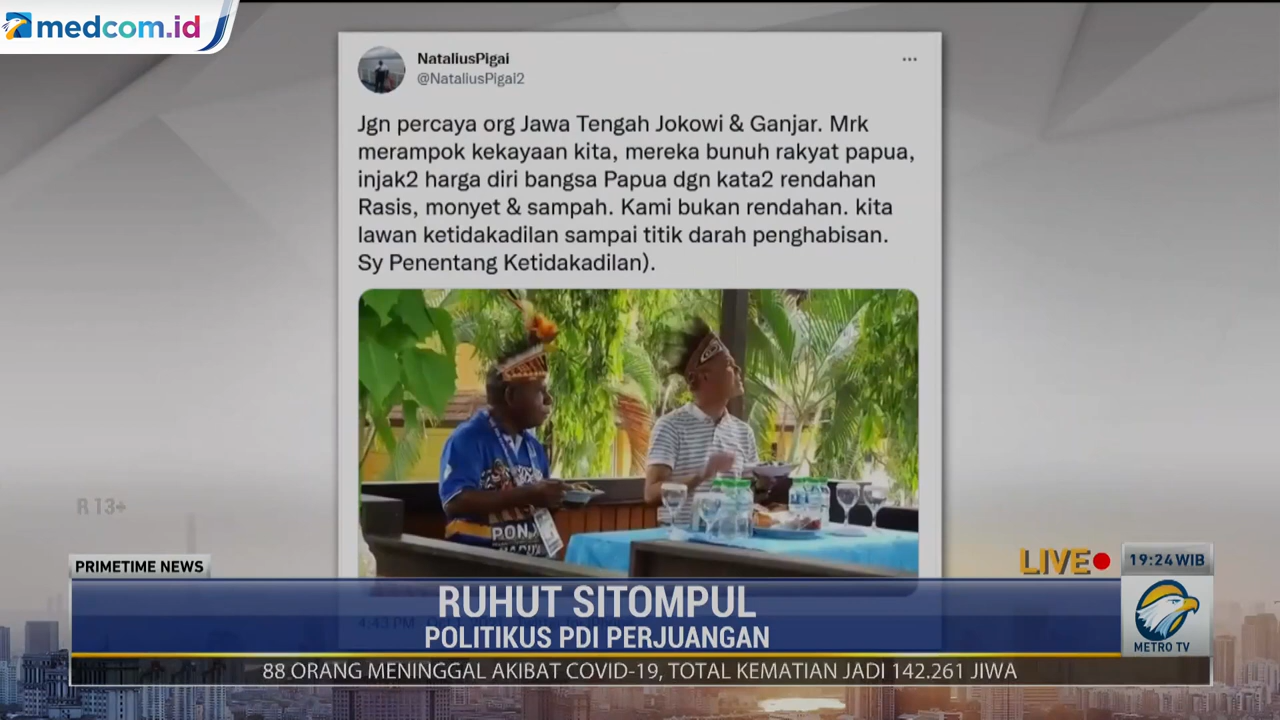 medcom.id
NataliusPigai
@NataliusPigai2
Jgn percaya org Jawa Tengah Jokowi & Ganjar. Mrk
merampok kekayaan kita, mereka bunuh rakyat papua,
injak2 harga diri bangsa Papua dgn kata2 rendahan
Rasis, monyet & sampah. Kami bukan rendahan. kita
lawan ketidakadilan sampai titik darah penghabisan.
Sy Penentang Ketidakadilan).
PON
R 13+
PRIMETIME NEWS
LIVE
19:24 WIB
RUHUT SITOMPUL
4:43 PM
POLITIKUS PDI PERJUANGAN
METRO TV
88 ORANG MENINGGAL AKIBAT COVID-19, TOTAL KEMATIAN JADI 142.261 JIWA